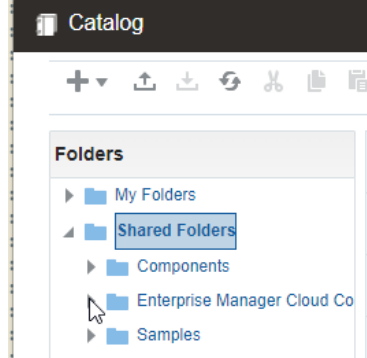 Catalog
Folders
My Folders
Shared Folders
Components
Enterprise Manager Cloud Co
Samples